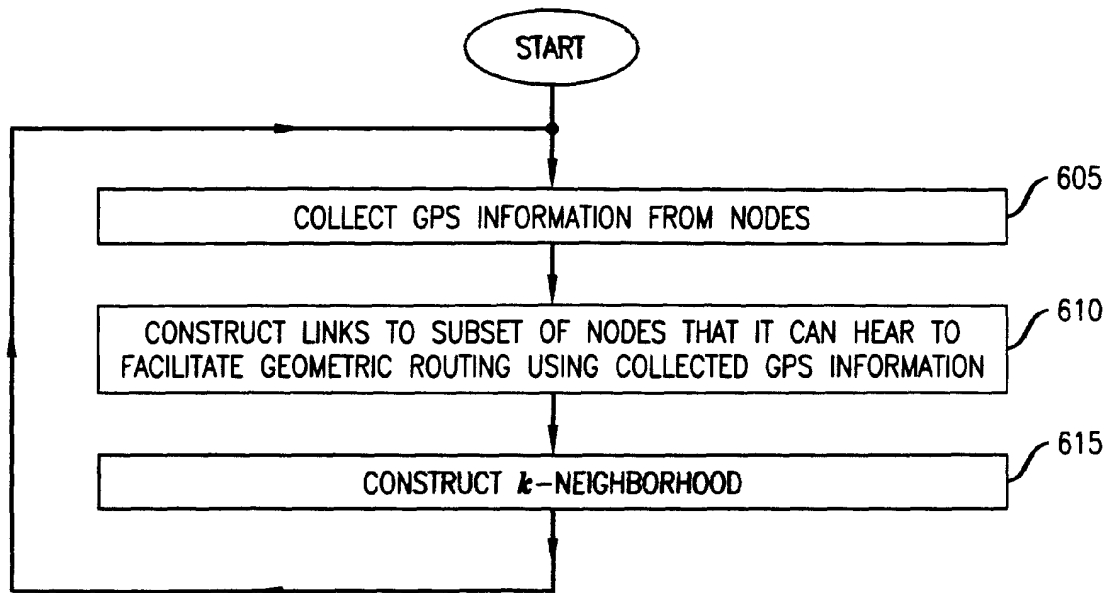 START
605
COLLECT GPS INFORMATION FROM NODES
610
CONSTRUCT LINKS TO SUBSET OF NODES THAT IT CAN HEAR TO
FACILITATE GEOMETRIC ROUTING USING COLLECTED GPS INFORMATION
615
CONSTRUCT k-NEIGHBORHOOD